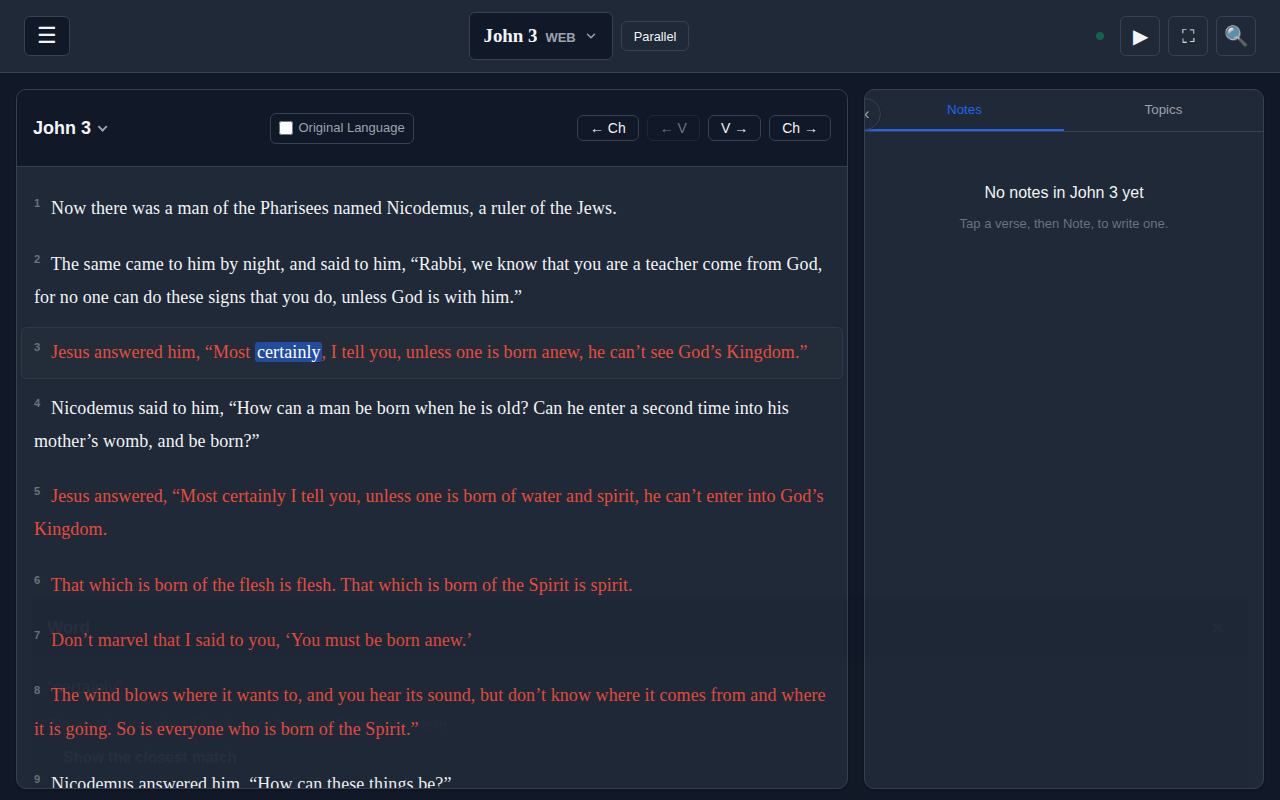 ☰
John 3 WEB
Parallel
John 3
Original Language
← Ch
← V
V →
Ch →
1 Now there was a man of the Pharisees named Nicodemus, a ruler of the Jews.
2 The same came to him by night, and said to him, “Rabbi, we know that you are a teacher come from God,
for no one can do these signs that you do, unless God is with him.”
3 Jesus answered him, “Most certainly, I tell you, unless one is born anew, he can’t see God’s Kingdom.”
4 Nicodemus said to him, “How can a man be born when he is old? Can he enter a second time into his
mother’s womb, and be born?”
5 Jesus answered, “Most certainly I tell you, unless one is born of water and spirit, he can’t enter into God’s
Kingdom.
6 That which is born of the flesh is flesh. That which is born of the Spirit is spirit.
Word
7 Don’t marvel that I said to you, ‘You must be born anew.’
8 The wind blows where it wants to, and you hear its sound, but don’t know where it comes from and where
it is going. So is everyone who is born of the Spirit.”
Show the closest match
9 Nicodemus answered him, “How can these things be?”
Notes
Topics
No notes in John 3 yet
Tap a verse, then Note, to write one.